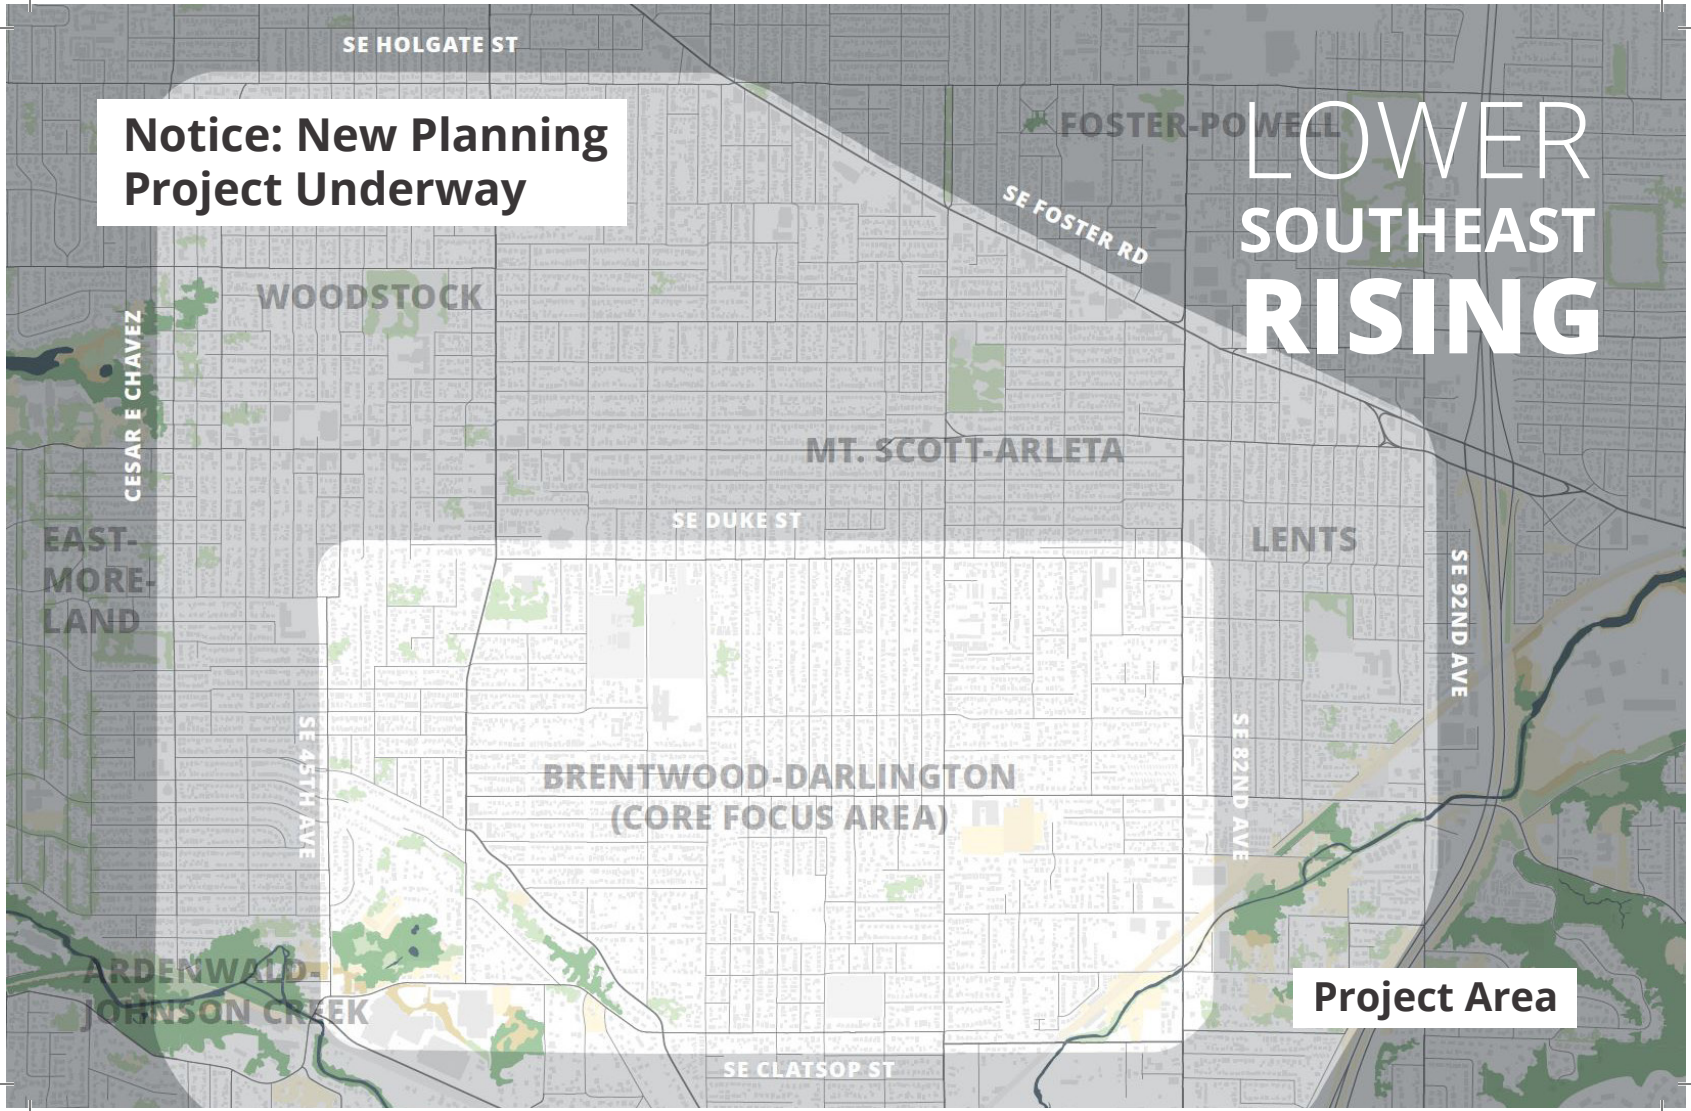 SE HOLGATE ST
Notice: New Planning
Project Underway
FOSTER-POWELL
LOWER
SOUTHEAST
RISING
SE FOSTER RD
WOODSTOCK
CESAR E CHAVEZ
MT. SCOTT-ARLETA
SE DUKE ST
LENTS
EAST-
MORE-
LAND
SE 92ND AVE
SE 45TH AVE
SE 82ND AVE
BRENTWOOD-DARLINGTON
(CORE FOCUS AREA)
ARDENWALD-
JOHNSON CREEK
Project Area
SE CLATSOP ST